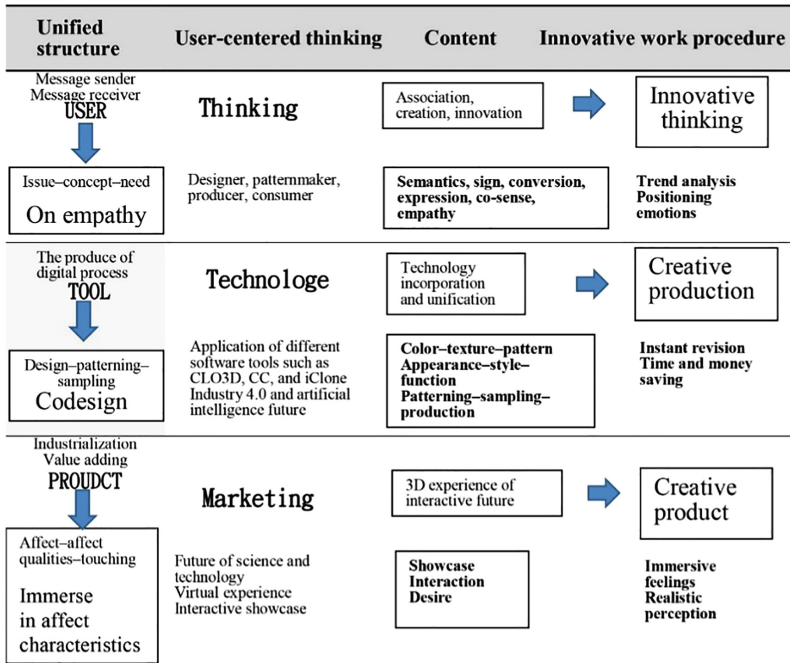 Unified
structure
User-centered thinking
Content
Innovative work procedure
Message sender
Message receiver
USER
Thinking
Association,
creation, innovation
Innovative
thinking
Issue–concept–need
On empathy
Designer, patternmaker,
producer, consumer
Semantics, sign, conversion,
expression, co-sense,
empathy
Trend analysis
Positioning
emotions
The produce of
digital process
TOOL
Technologe
Technology
incorporation
and unification
Creative
production
Design–patterning–
sampling
Codesign
Application of different
software tools such as
CLO3D, CC, and iClone
Industry 4.0 and artificial
intelligence future
Color–texture–pattern
Appearance–style–
function
Patterning–sampling–
production
Instant revision
Time and money
saving
Industrialization
Value adding
PROUDCT
Marketing
3D experience of
interactive future
Creative
product
Affect–affect
qualities–touching
Immerse
in affect
characteristics
Future of science and
technology
Virtual experience
Interactive showcase
Showcase
Interaction
Desire
Immersive
feelings
Realistic
perception